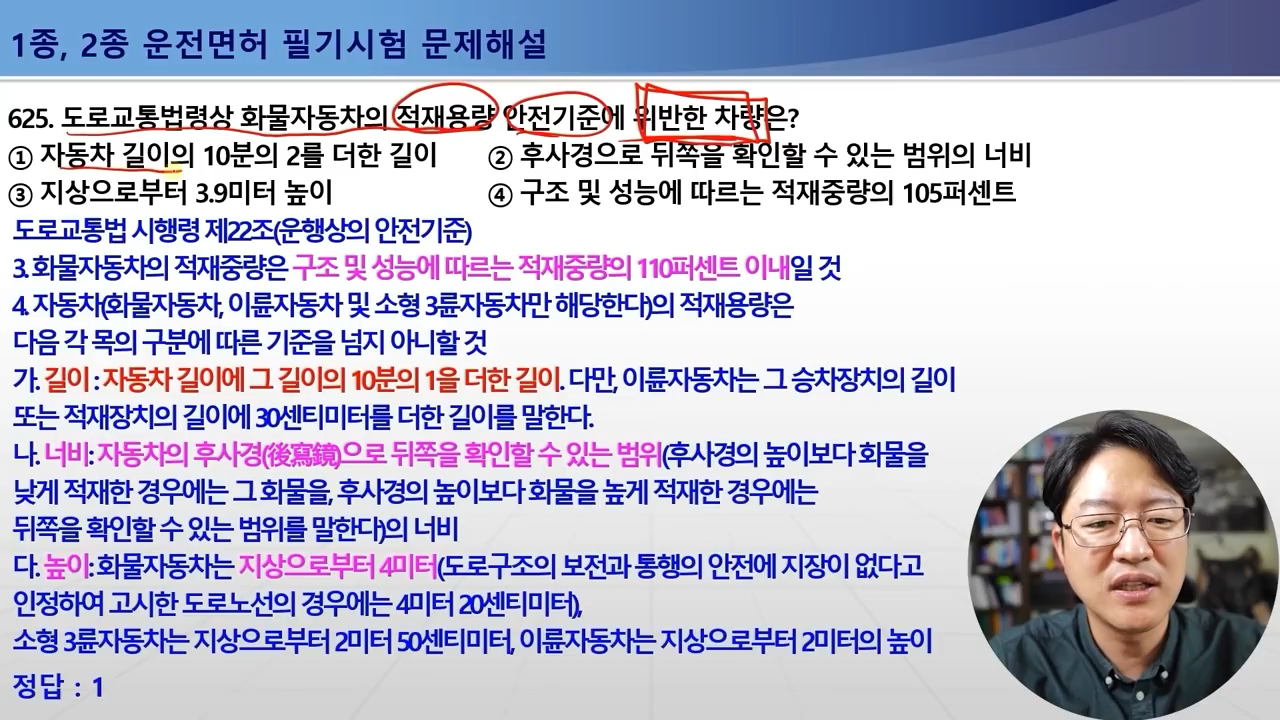 1종, 2종 운전면허 필기시험 문제해설
625. 도로교통법령상 화물자동차의 적재용량 안전기준에 위반한 차량은?
① 자동차 길이의 10분의 2를 더한 길이 ② 후사경으로 뒤쪽을 확인할 수 있는 범위의 너비
③ 지상으로부터 3.9미터 높이 ④ 구조 및 성능에 따르는 적재중량의 105퍼센트
도로교통법 시행령 제22조(운행상의 안전기준)
3. 화물자동차의 적재중량은 구조 및 성능에 따르는 적재중량의 110퍼센트 이내일 것
4. 자동차(화물자동차, 이륜자동차 및 소형 3륜자동차만 해당한다)의 적재용량은
다음 각 목의 구분에 따른 기준을 넘지 아니할 것
가. 길이 : 자동차 길이에 그 길이의 10분의 1을 더한 길이. 다만, 이륜자동차는 그 승차장치의 길이
또는 적재장치의 길이에 30센티미터를 더한 길이를 말한다.
나. 너비: 자동차의 후사경(後寫鏡)으로 뒤쪽을 확인할 수 있는 범위(후사경의 높이보다 화물을
낮게 적재한 경우에는 그 화물을, 후사경의 높이보다 화물을 높게 적재한 경우에는
뒤쪽을 확인할 수 있는 범위를 말한다)의 너비
다. 높이: 화물자동차는 지상으로부터 4미터(도로구조의 보전과 통행의 안전에 지장이 없다고
인정하여 고시한 도로노선의 경우에는 4미터 20센티미터),
소형 3륜자동차는 지상으로부터 2미터 50센티미터, 이륜자동차는 지상으로부터 2미터의 높이
정답 : 1